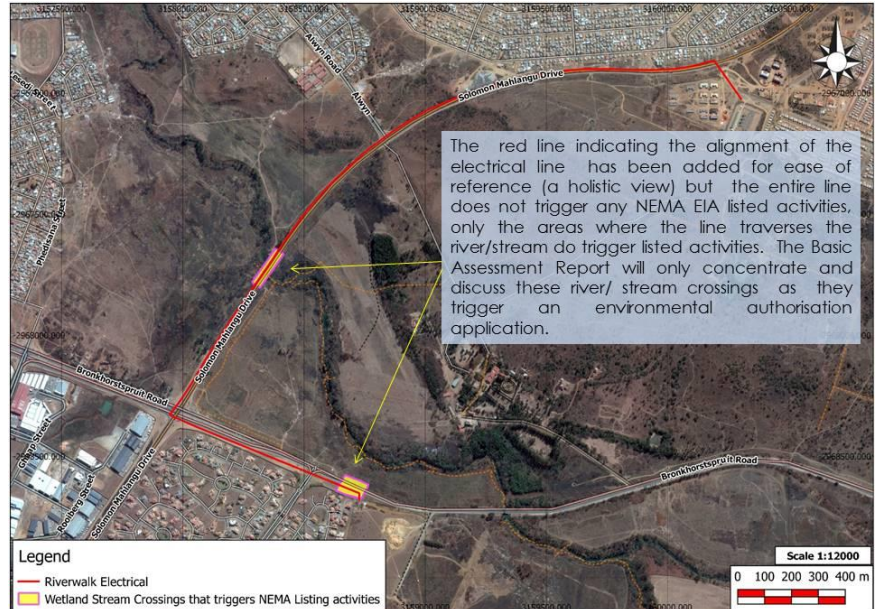 Alwyn Road
Alwyn
Solomon Mahlangu Drive
Phedisana Street
The red line indicating the alignment of the
electrical line has been added for ease of
reference (a holistic view) but the entire line
does not trigger any NEMA EIA listed activities,
only the areas where the line traverses the
river/stream do trigger listed activities. The Basic
Assessment Report will only concentrate and
discuss these river/ stream crossings as they
trigger an environmental authorisation
application.
Solomon Mahlangu Drive
Bronkhorstspruit Road
Solomon Mahlangu Drive
Rooiberg Street
Bronkhorstspruit Road
Legend
Riverwalk Electrical
Wetland Stream Crossings that triggers NEMA Listing activities
Scale 1:12000
0 100 200 300 400 m